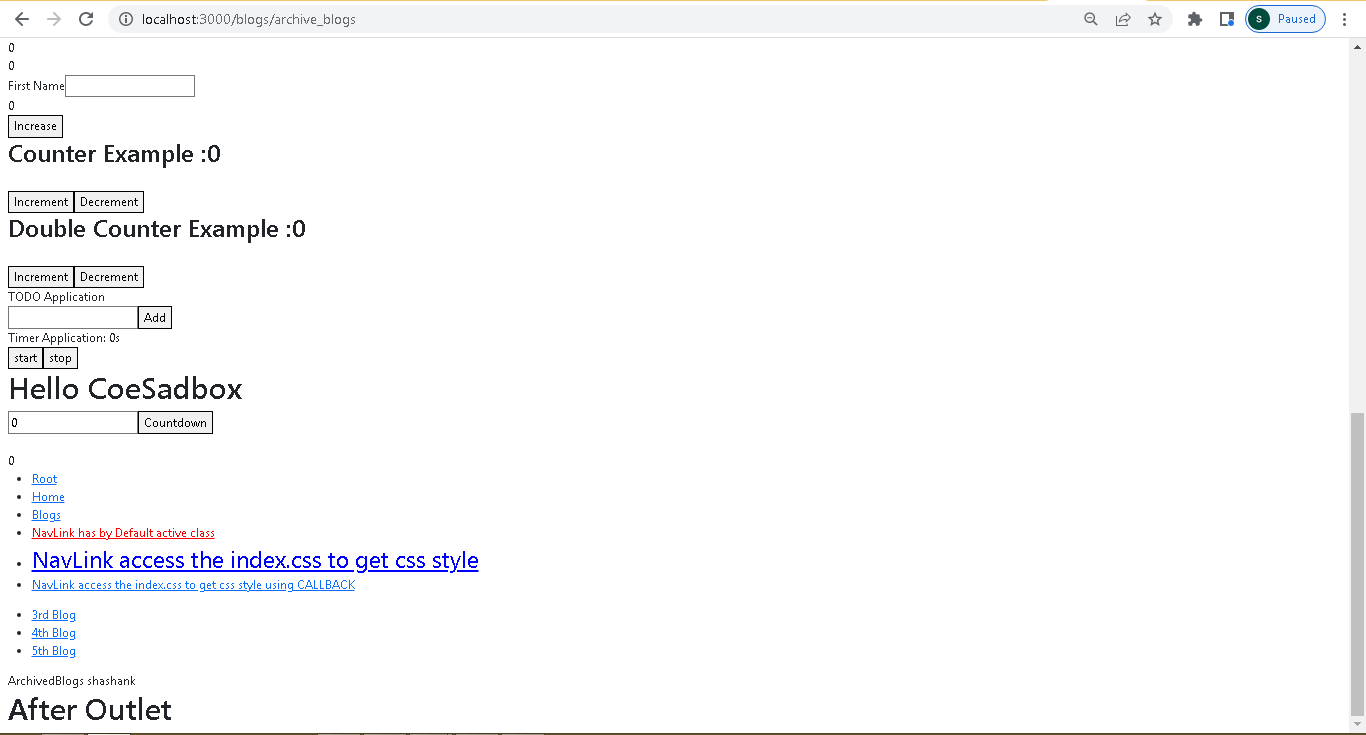 localhost:3000/blogs/archive_blogs
S Paused
0
0
First Name
0
Increase
Counter Example :0
Increment Decrement
Double Counter Example :0
Increment Decrement
TODO Application
Add
Timer Application: 0s
start stop
Hello CoeSadbox
0 Countdown
0
Root
Home
Blogs
NavLink has by Default active class
NavLink access the index.css to get css style
NavLink access the index.css to get css style using CALLBACK
3rd Blog
4th Blog
5th Blog
ArchivedBlogs shashank
After Outlet